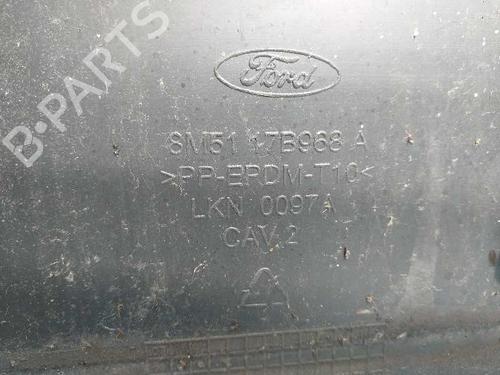 B-PARTS
Ford
8M51 17B968 A
>PP-EPDM-T10<
LKN 0097A
CAV 2